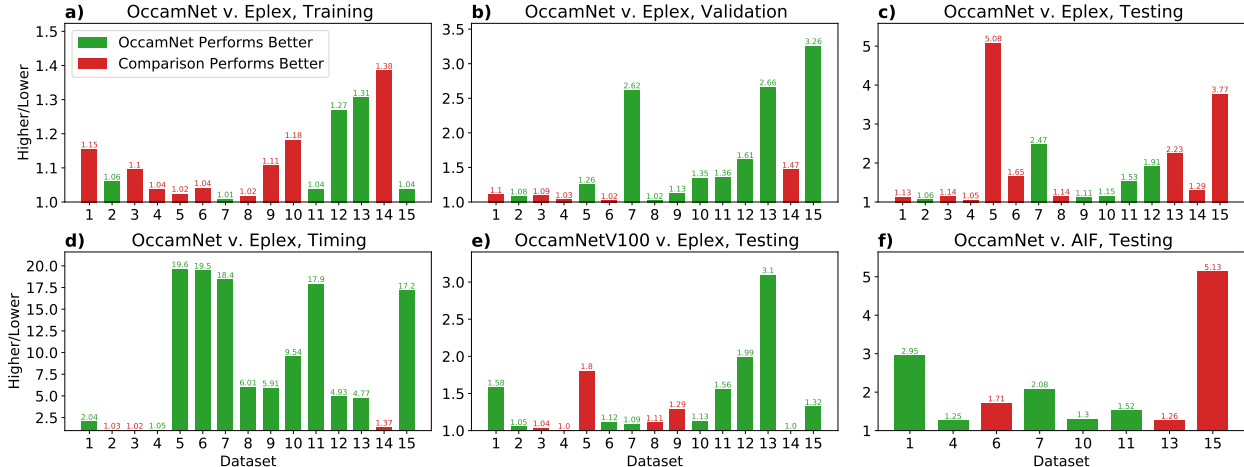 a) OccamNet v. Eplex, Training
OccamNet Performs Better
Comparison Performs Better
Higher/Lower
1.5
1.4
1.3
1.2
1.1
1.0
1.15 1.06 1.1 1.04 1.02 1.04 1.01 1.02 1.11 1.18 1.04 1.27 1.31 1.38 1.04
1 2 3 4 5 6 7 8 9 10 11 12 13 14 15
b) OccamNet v. Eplex, Validation
3.5
3.0
2.5
2.0
1.5
1.0
1.1 1.08 1.09 1.03 1.26 1.02 2.62 1.02 1.13 1.35 1.36 1.61 2.66 1.47 3.26
1 2 3 4 5 6 7 8 9 10 11 12 13 14 15
c) OccamNet v. Eplex, Testing
5
4
3
2
1
1.13 1.06 1.14 1.05 5.08 1.65 2.47 1.14 1.11 1.15 1.53 1.91 2.23 1.29 3.77
1 2 3 4 5 6 7 8 9 10 11 12 13 14 15
d) OccamNet v. Eplex, Timing
Higher/Lower
20.0
17.5
15.0
12.5
10.0
7.5
5.0
2.5
2.04 1.03 1.02 1.05 19.6 19.5 18.4 6.01 5.91 9.54 17.9 4.93 4.77 1.37 17.2
1 2 3 4 5 6 7 8 9 10 11 12 13 14 15
Dataset
e) OccamNetV100 v. Eplex, Testing
3.0
2.5
2.0
1.5
1.0
1.58 1.05 1.04 1.0 1.8 1.12 1.09 1.11 1.29 1.13 1.56 1.99 3.1 1.0 1.32
1 2 3 4 5 6 7 8 9 10 11 12 13 14 15
Dataset
f) OccamNet v. AIF, Testing
5
4
3
2
1
2.95 1.25 1.71 2.08 1.3 1.52 1.26 5.13
1 4 6 7 10 11 13 15
Dataset